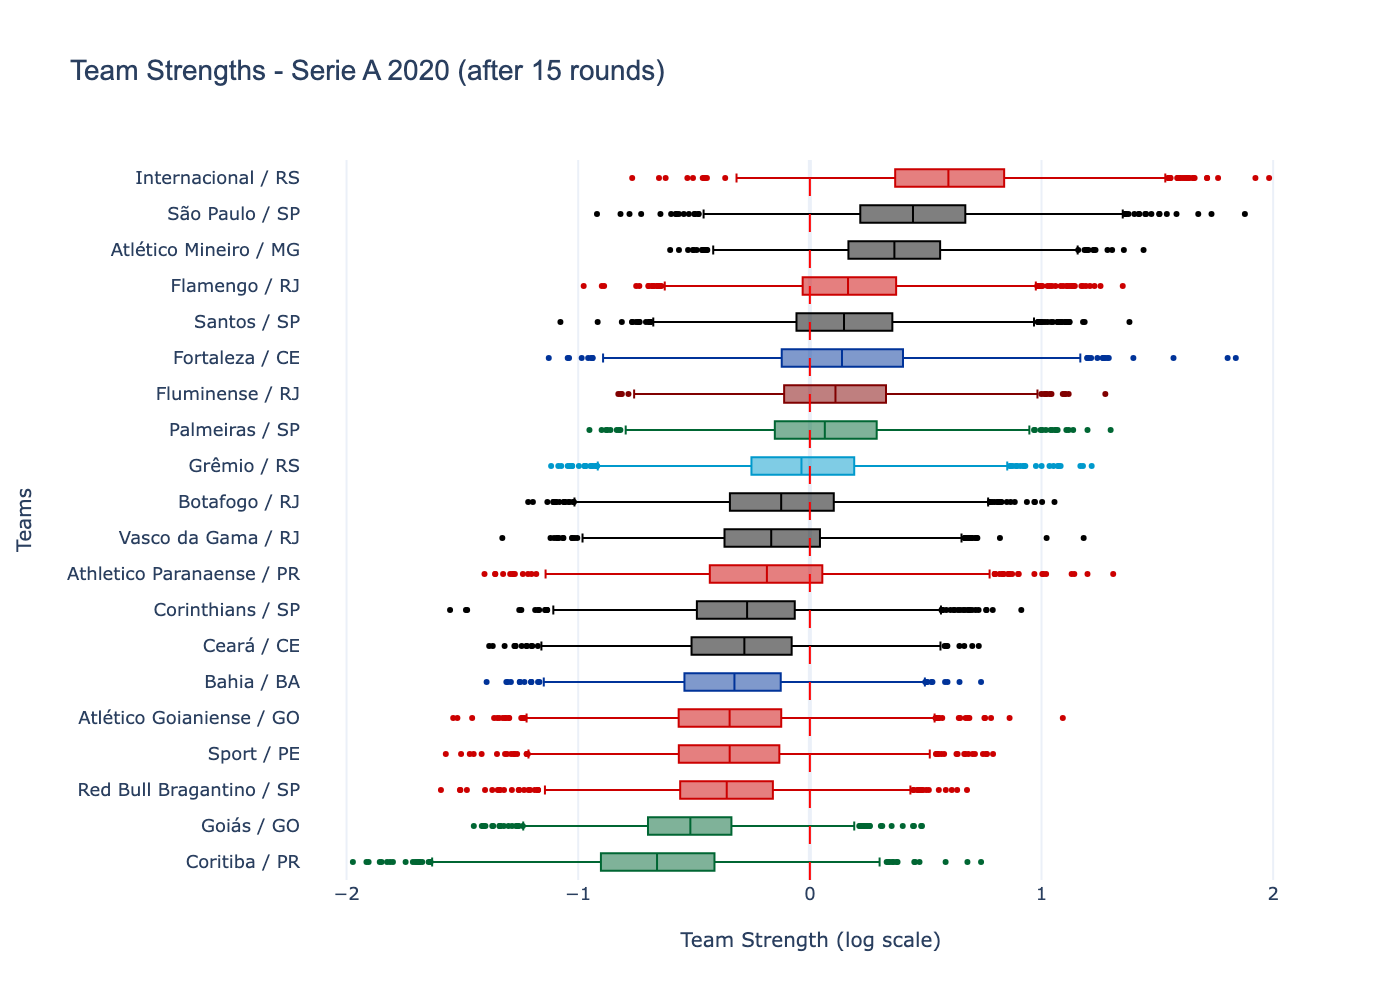 Team Strengths - Serie A 2020 (after 15 rounds)
Internacional / RS
São Paulo / SP
Atlético Mineiro / MG
Flamengo / RJ
Santos / SP
Fortaleza / CE
Fluminense / RJ
Palmeiras / SP
Grêmio / RS
Botafogo / RJ
Vasco da Gama / RJ
Athletico Paranaense / PR
Corinthians / SP
Ceará / CE
Bahia / BA
Atlético Goianiense / GO
Sport / PE
Red Bull Bragantino / SP
Goiás / GO
Coritiba / PR
Teams
−2 −1 0 1 2
Team Strength (log scale)